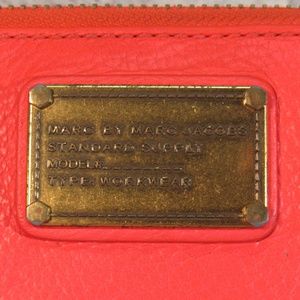 MARC BY MARC JACOBS
STANDARD SUPPLY
MODEL:
TYPE: WORKWEAR